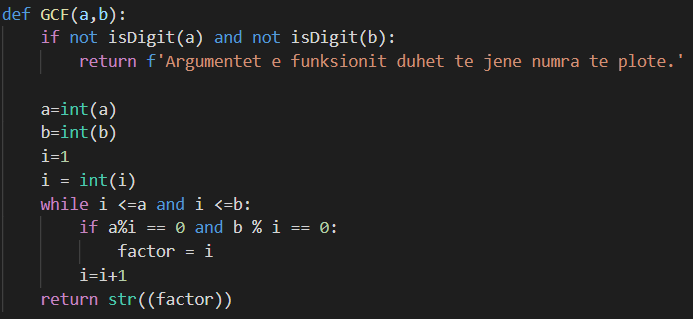 def GCF(a,b):
    if not isDigit(a) and not isDigit(b):
        return f'Argumentet e funksionit duhet te jene numra te plote.'
    a=int(a)
    b=int(b)
    i=1
    i = int(i)
    while i <=a and i <=b:
        if a%i == 0 and b % i == 0:
            factor = i
        i=i+1
    return str((factor))